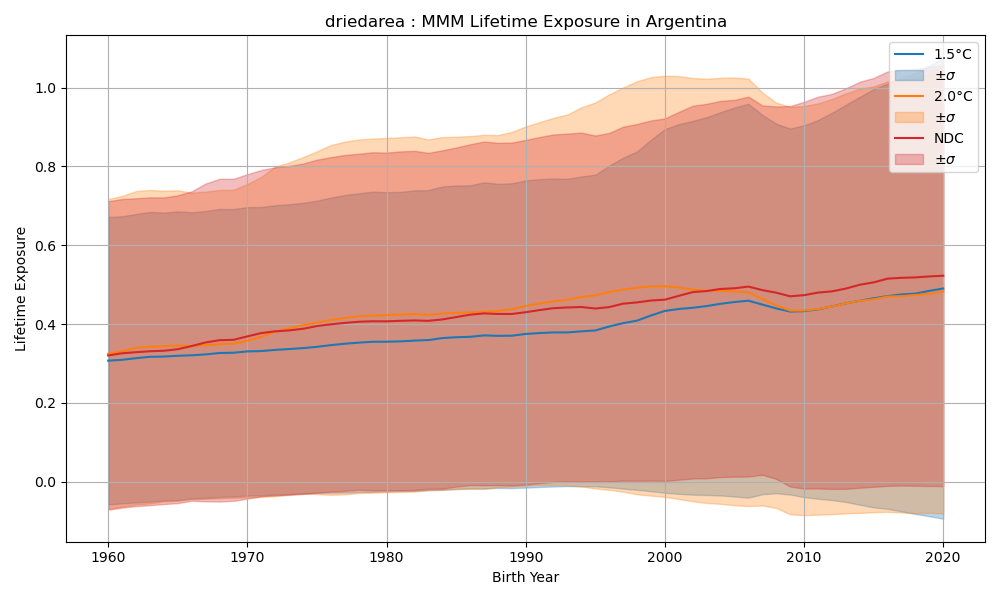 driedarea : MMM Lifetime Exposure in Argentina
1.5°C
±σ
2.0°C
±σ
NDC
±σ
Lifetime Exposure
1.0
0.8
0.6
0.4
0.2
0.0
1960 1970 1980 1990 2000 2010 2020
Birth Year